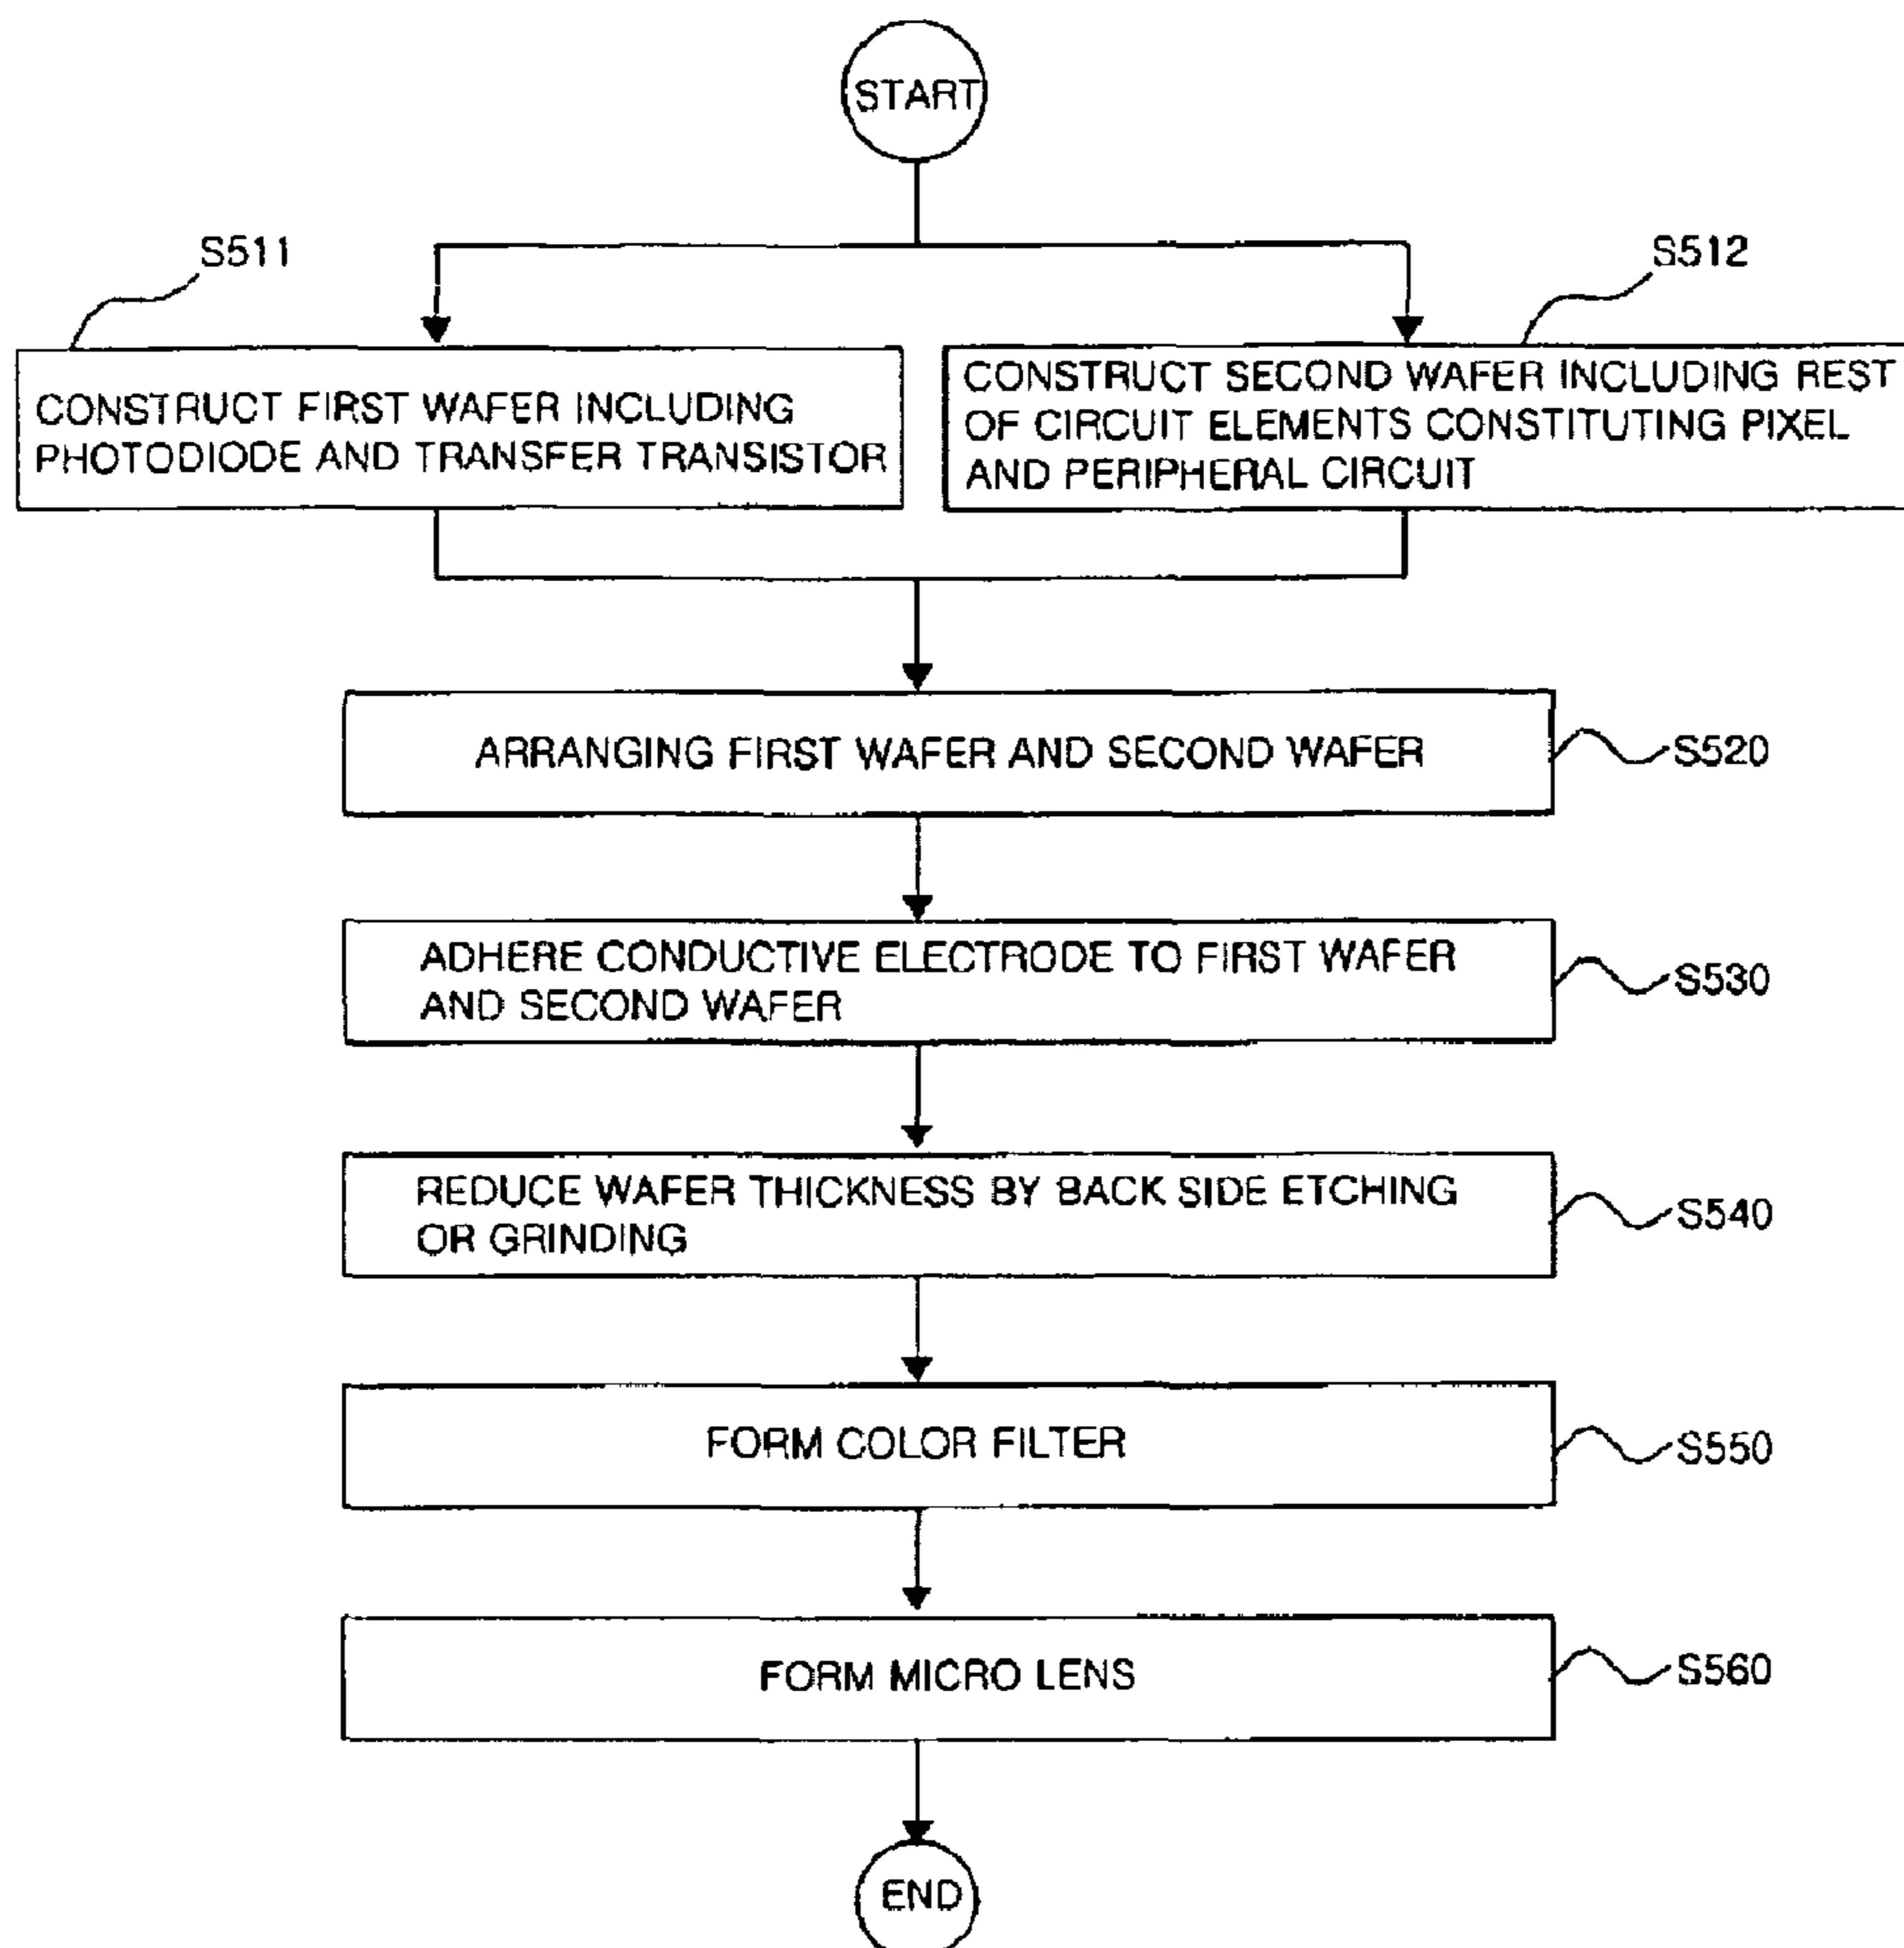 START
S511
S512
CONSTRUCT FIRST WAFER INCLUDING
PHOTODIODE AND TRANSFER TRANSISTOR
CONSTRUCT SECOND WAFER INCLUDING REST
OF CIRCUIT ELEMENTS CONSTITUTING PIXEL
AND PERIPHERAL CIRCUIT
ARRANGING FIRST WAFER AND SECOND WAFER
S520
ADHERE CONDUCTIVE ELECTRODE TO FIRST WAFER
AND SECOND WAFER
S530
REDUCE WAFER THICKNESS BY BACK SIDE ETCHING
OR GRINDING
S540
FORM COLOR FILTER
S550
FORM MICRO LENS
S560
END